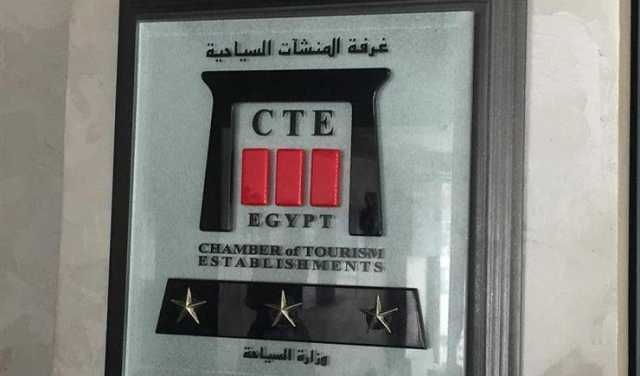 غرفة المنشآت السياحية
CTE
EGYPT
CHAMBER of TOURISM
ESTABLISHMENTS
وزارة السياحة